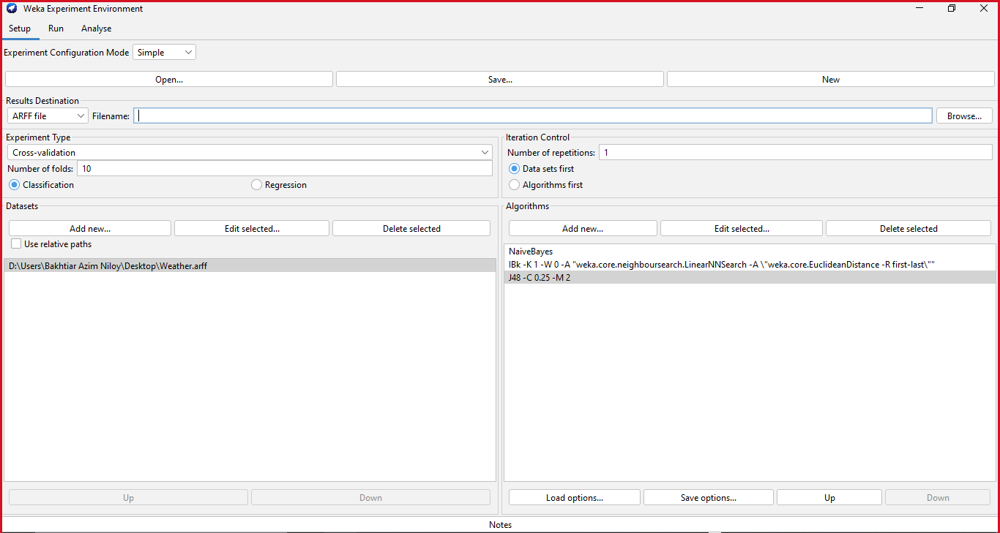 Weka Experiment Environment
Setup Run Analyse
Experiment Configuration Mode Simple
Open... Save... New
Results Destination
ARFF file Filename: Browse...
Experiment Type
Cross-validation
Number of folds: 10
Classification Regression
Iteration Control
Number of repetitions: 1
Data sets first
Algorithms first
Datasets
Add new... Edit selected... Delete selected
Use relative paths
D:\Users\Bakhtiar Azim Niloy\Desktop\Weather.arff
Up Down
Algorithms
Add new... Edit selected... Delete selected
NaiveBayes
IBk -K 1 -W 0 -A "weka.core.neighboursearch.LinearNNSearch -A \"weka.core.EuclideanDistance -R first-last\""
J48 -C 0.25 -M 2
Load options... Save options... Up Down
Notes